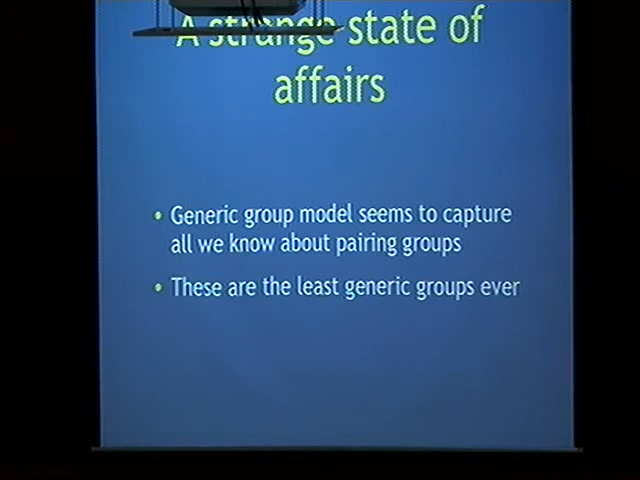 A strange state of
affairs
• Generic group model seems to capture
all we know about pairing groups
• These are the least generic groups ever